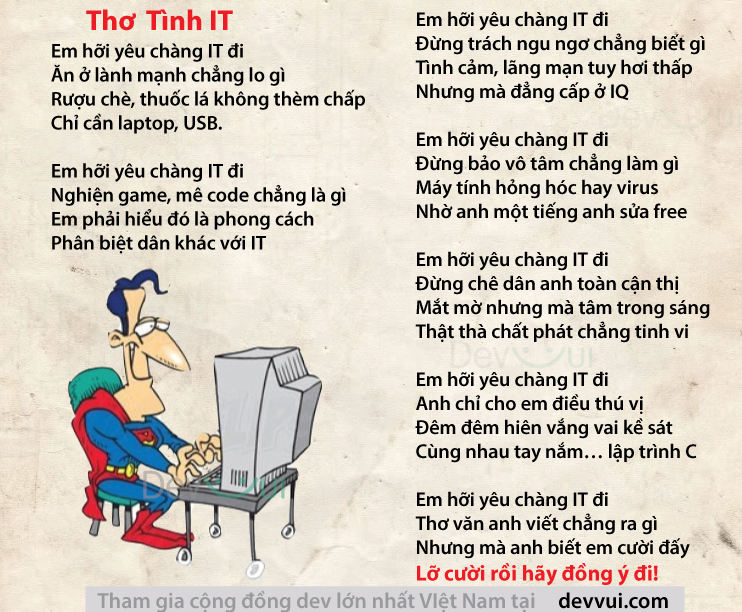 Thơ Tình IT
Em hỡi yêu chàng IT đi
Ăn ở lành mạnh chẳng lo gì
Rượu chè, thuốc lá không thèm chấp
Chỉ cần laptop, USB.
Em hỡi yêu chàng IT đi
Nghiện game, mê code chẳng là gì
Em phải hiểu đó là phong cách
Phân biệt dân khác với IT
Em hỡi yêu chàng IT đi
Đừng trách ngu ngơ chẳng biết gì
Tình cảm, lãng mạn tuy hơi thấp
Nhưng mà đẳng cấp ở IQ
Em hỡi yêu chàng IT đi
Đừng bảo vô tâm chẳng làm gì
Máy tính hỏng hóc hay virus
Nhờ anh một tiếng anh sửa free
Em hỡi yêu chàng IT đi
Đừng chê dân anh toàn cận thị
Mắt mờ nhưng mà tâm trong sáng
Thật thà chất phát chẳng tinh vi
Em hỡi yêu chàng IT đi
Anh chỉ cho em điều thú vị
Đêm đêm hiên vắng vai kề sát
Cùng nhau tay nắm... lập trình C
Em hỡi yêu chàng IT đi
Thơ văn anh viết chẳng ra gì
Nhưng mà anh biết em cười đấy
Lỡ cười rồi hãy đồng ý đi!
Tham gia cộng đồng dev lớn nhất VIệt Nam tại devvui.com